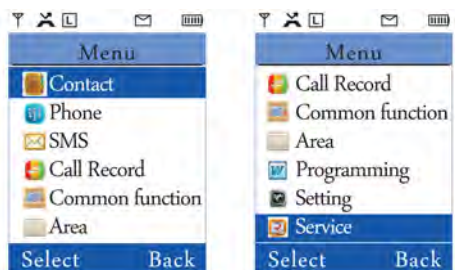 L
Menu
Contact
Phone
SMS
Call Record
Common function
Area
Select Back
L
Menu
Call Record
Common function
Area
Programming
Setting
Service
Select Back